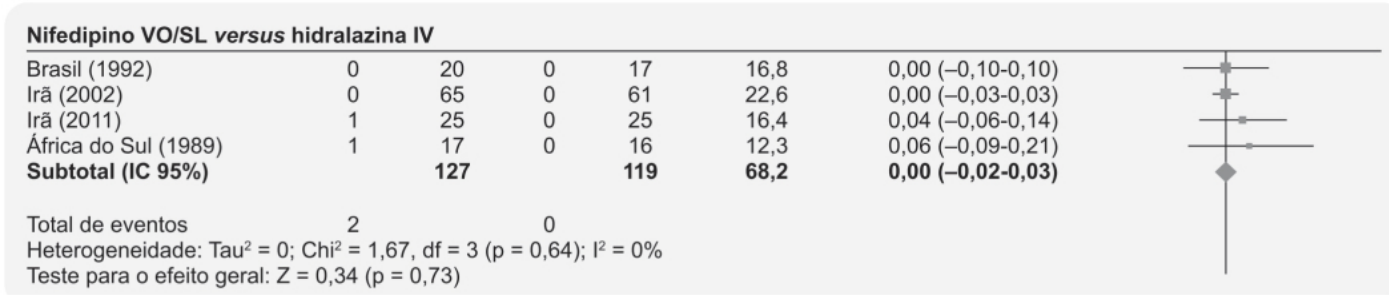 Nifedipino VO/SL versus hidralazina IV
Brasil (1992) 0 20 0 17 16,8 0,00 (–0,10-0,10)
Irã (2002) 0 65 0 61 22,6 0,00 (–0,03-0,03)
Irã (2011) 1 25 0 25 16,4 0,04 (–0,06-0,14)
África do Sul (1989) 1 17 0 16 12,3 0,06 (–0,09-0,21)
Subtotal (IC 95%) 127 119 68,2 0,00 (–0,02-0,03)
Total de eventos 2 0
Heterogeneidade: Tau² = 0; Chi² = 1,67, df = 3 (p = 0,64); I² = 0%
Teste para o efeito geral: Z = 0,34 (p = 0,73)